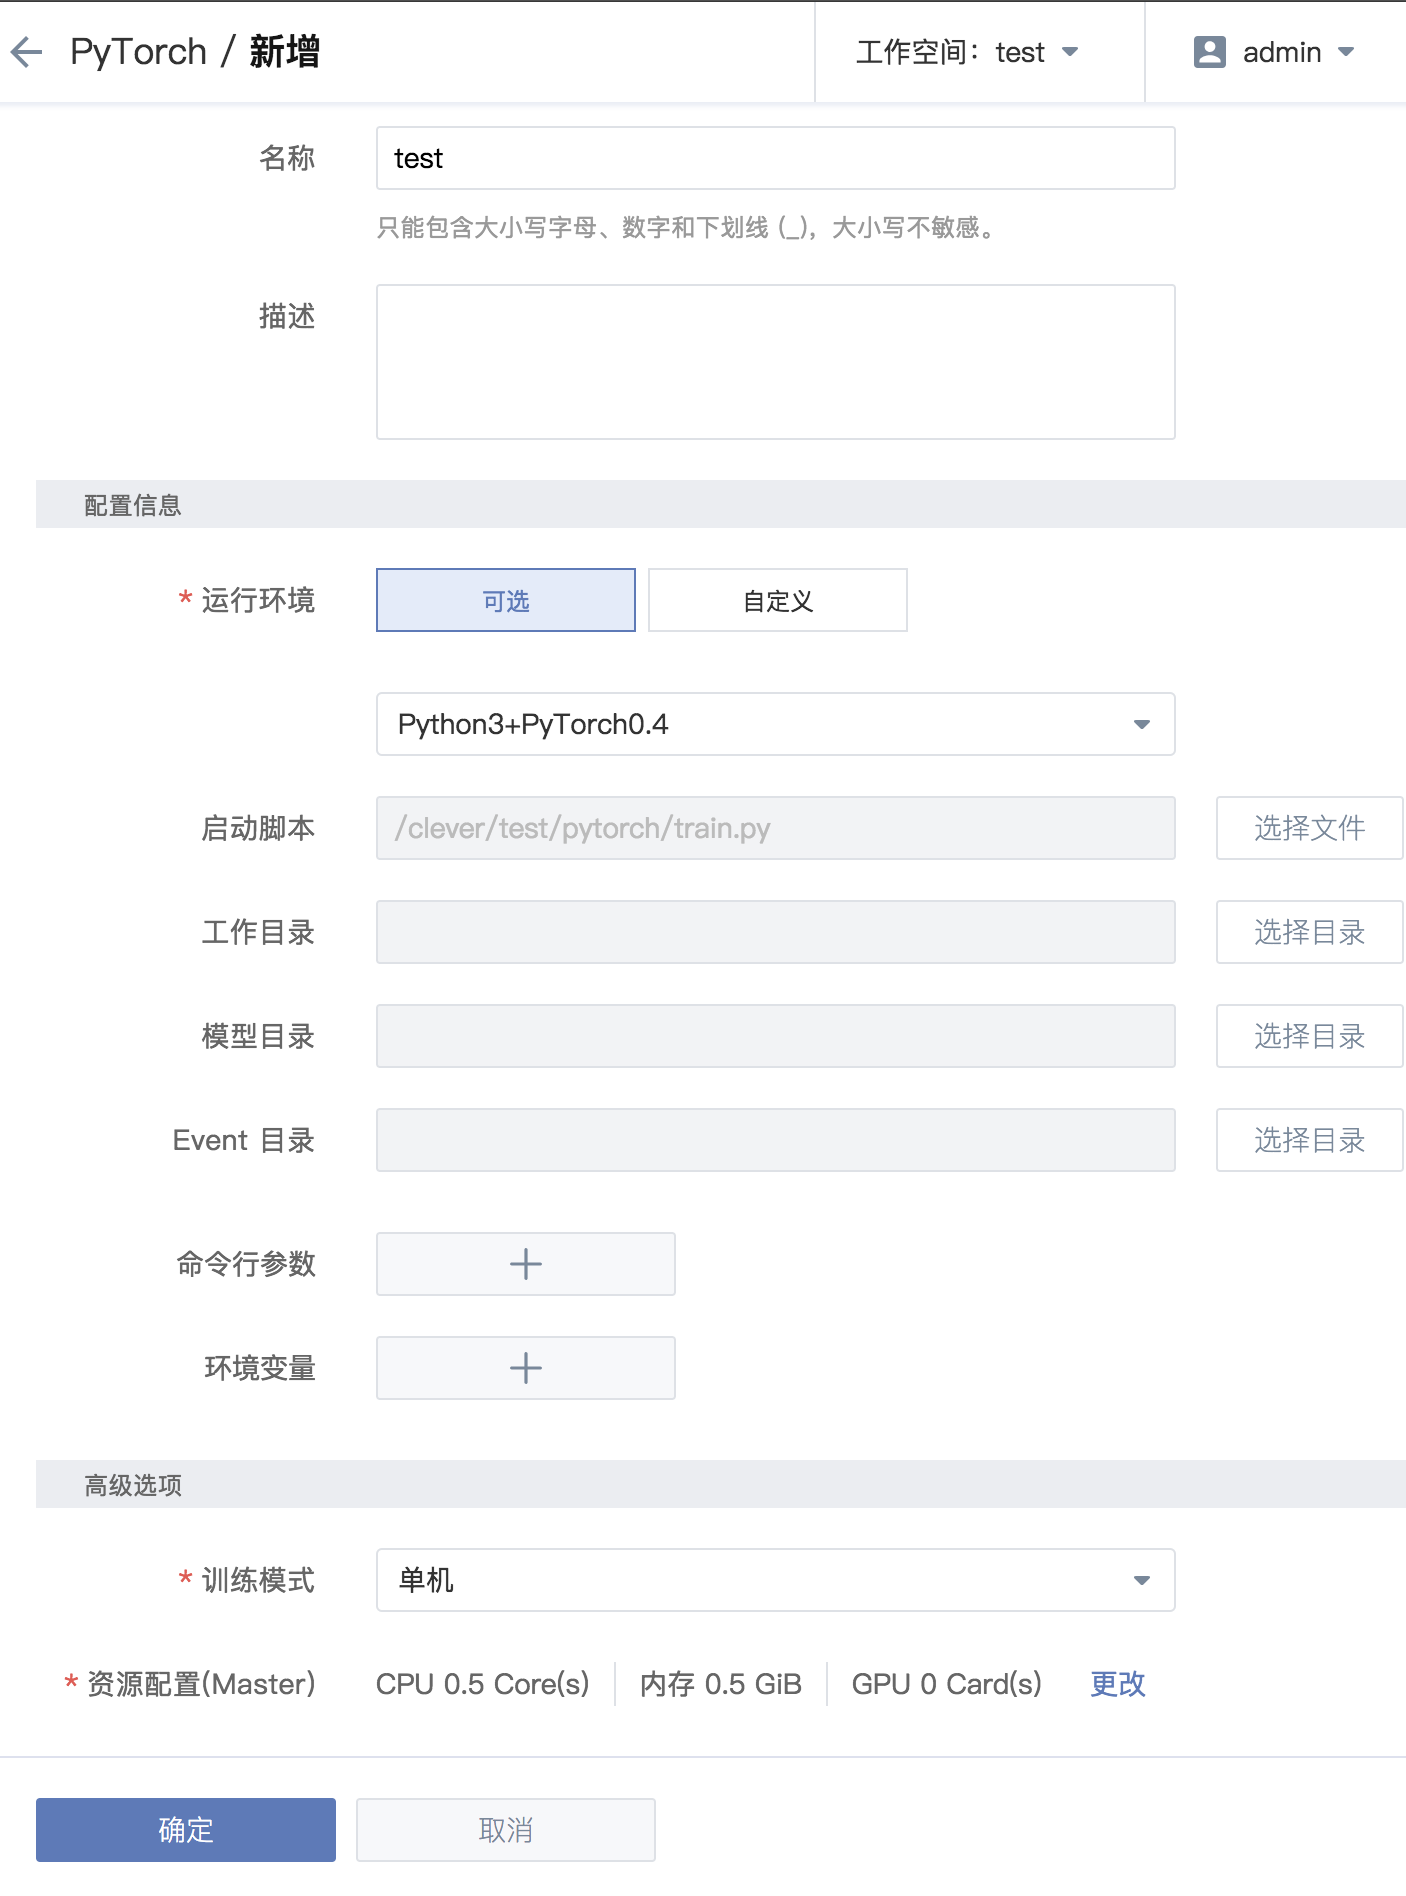 PyTorch / 新增
工作空间：test
admin
名称
test
只能包含大小写字母、数字和下划线 (_)，大小写不敏感。
描述
配置信息
* 运行环境
可选
自定义
Python3+PyTorch0.4
启动脚本
/clever/test/pytorch/train.py
选择文件
工作目录
选择目录
模型目录
选择目录
Event 目录
选择目录
命令行参数
环境变量
高级选项
* 训练模式
单机
* 资源配置(Master)
CPU 0.5 Core(s)
内存 0.5 GiB
GPU 0 Card(s)
更改
确定
取消